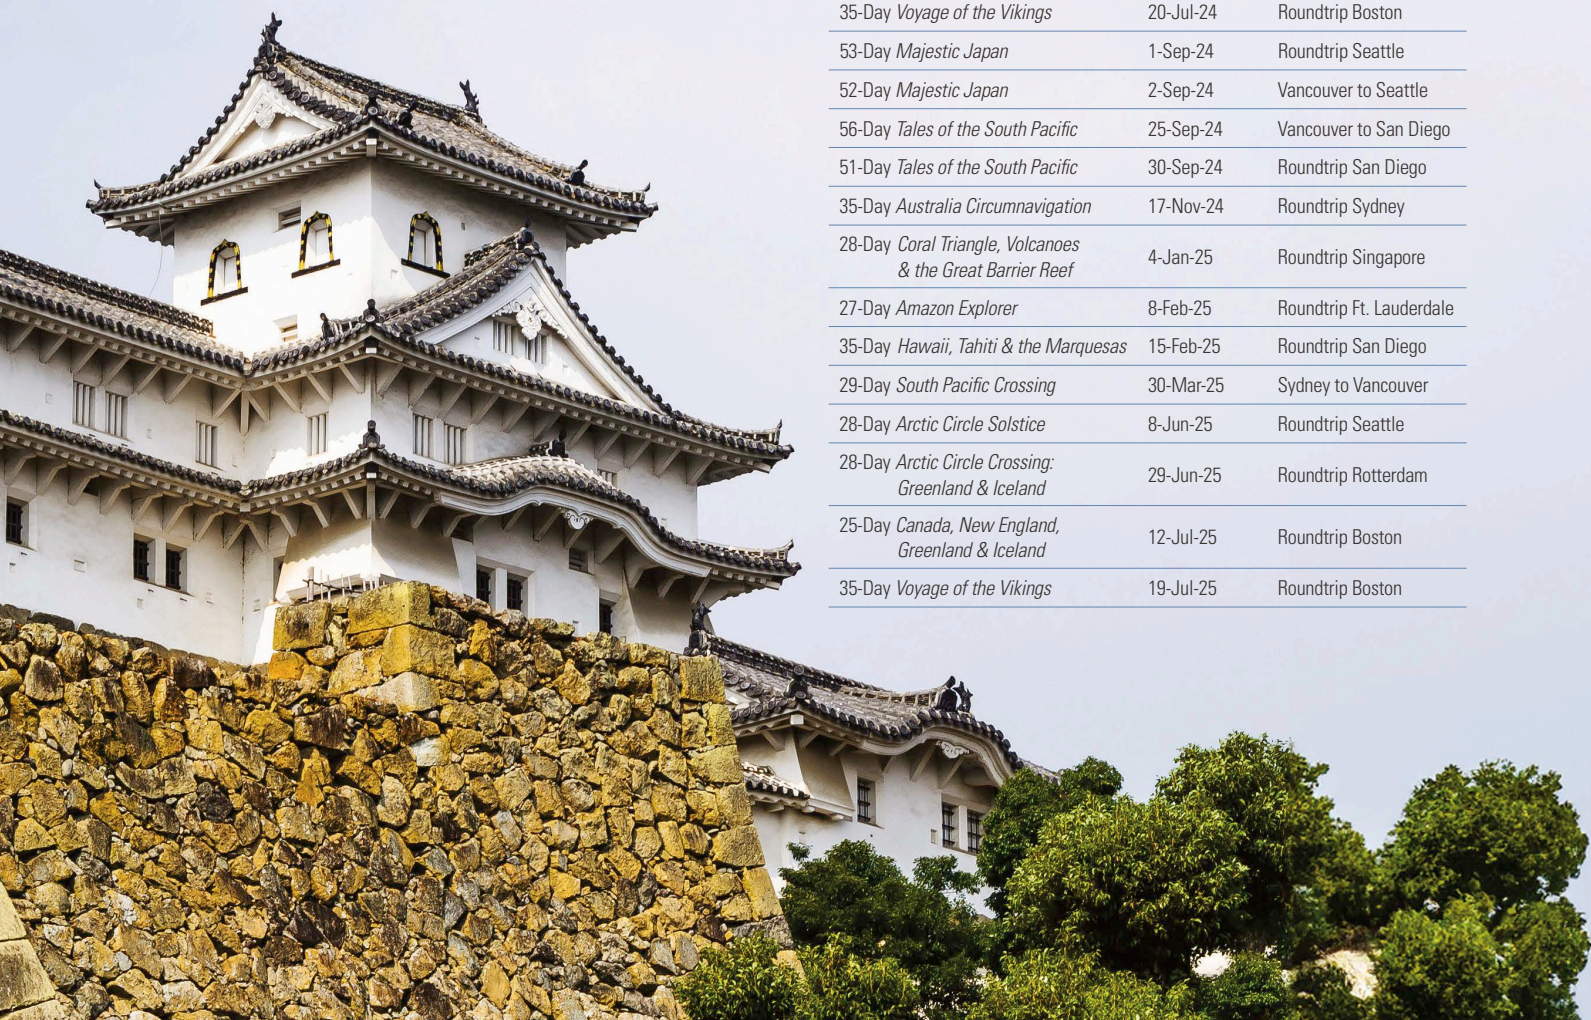 35-Day Voyage of the Vikings 20-Jul-24 Roundtrip Boston
53-Day Majestic Japan 1-Sep-24 Roundtrip Seattle
52-Day Majestic Japan 2-Sep-24 Vancouver to Seattle
56-Day Tales of the South Pacific 25-Sep-24 Vancouver to San Diego
51-Day Tales of the South Pacific 30-Sep-24 Roundtrip San Diego
35-Day Australia Circumnavigation 17-Nov-24 Roundtrip Sydney
28-Day Coral Triangle, Volcanoes
& the Great Barrier Reef 4-Jan-25 Roundtrip Singapore
27-Day Amazon Explorer 8-Feb-25 Roundtrip Ft. Lauderdale
35-Day Hawaii, Tahiti & the Marquesas 15-Feb-25 Roundtrip San Diego
29-Day South Pacific Crossing 30-Mar-25 Sydney to Vancouver
28-Day Arctic Circle Solstice 8-Jun-25 Roundtrip Seattle
28-Day Arctic Circle Crossing:
Greenland & Iceland 29-Jun-25 Roundtrip Rotterdam
25-Day Canada, New England,
Greenland & Iceland 12-Jul-25 Roundtrip Boston
35-Day Voyage of the Vikings 19-Jul-25 Roundtrip Boston